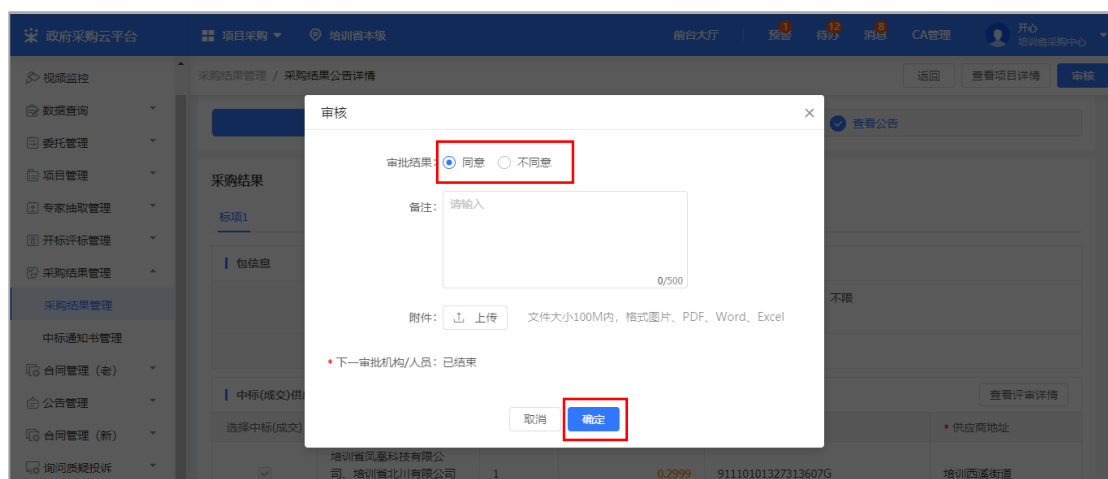 政府采购云平台
项目采购
培训省本级
前台大厅
预警 1
待办 12
消息 8
CA管理
开心
培训省采购中心
视频监控
数据查询
委托管理
项目管理
专家抽取管理
开标评标管理
采购结果管理
采购结果管理
中标通知书管理
合同管理（老）
公告管理
合同管理（新）
询问质疑投诉
采购结果管理 / 采购结果公告详情
返回
查看项目详情
审核
查看公告
采购结果
标项1
包信息
不限
审核
审批结果: 同意 不同意
备注: 请输入
0/500
附件: 上传 文件大小100M内，格式图片、PDF、Word、Excel
* 下一审批机构/人员: 已结束
取消 确定
中标(成交)供
查看评审详情
选择中标(成交)
* 供应商地址
培训省凤凰科技有限公
司、培训省北川有限公司
1
0.2999
91110101327313607G
培训西溪街道